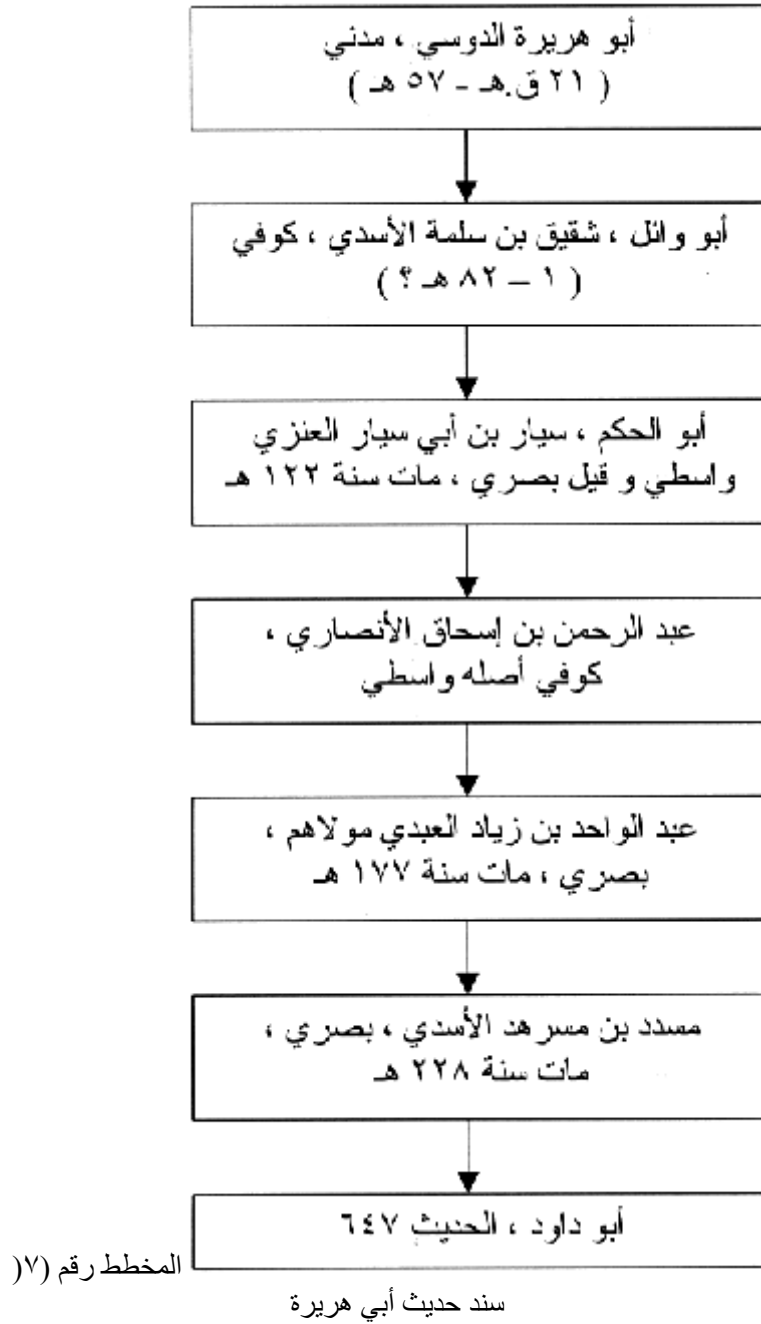 أبو هريرة الدوسي ، مدني
( ٢١ ق.هـ - ٥٧ هـ )
أبو وائل ، شقيق بن سلمة الأسدي ، كوفي
( ١ – ٨٢ هـ ؟ )
أبو الحكم ، سيار بن أبي سيار العنزي
واسطي و قيل بصري ، مات سنة ١٢٢ هـ
عبد الرحمن بن إسحاق الأنصاري ،
كوفي أصله واسطي
عبد الواحد بن زياد العبدي مولاهم ،
بصري ، مات سنة ١٧٧ هـ
مسدد بن مسرهد الأسدي ، بصري ،
مات سنة ٢٢٨ هـ
أبو داود ، الحديث ٦٤٧
المخطط رقم (٧(
سند حديث أبي هريرة